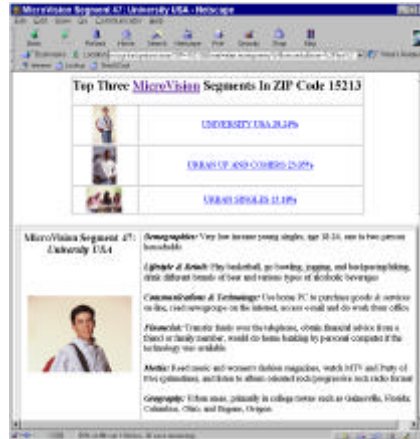 MicroVision Segment 47: University USA - Netscape
Top Three MicroVision Segments In ZIP Code 15213
UNIVERSITY USA
URBAN UP AND COMERS
URBAN SINGLES
MicroVision Segment 47:
University USA
Demographics: Very low income young singles, age 18-24, one to two person
households
Lifestyle & Retail: Play basketball, go bowling, jogging, and backpacking/hiking,
drink different brands of beer and various types of alcoholic beverages
Communications & Technology: Use home PC to purchase goods & services
on-line, read newsgroups on the internet, access e-mail and do work from office
Financial: Transfer funds over the telephone, obtain financial advice from a
friend or family member, would do home banking by personal computer if the
technology was available
Media: Read music and women's fashion magazines, watch MTV and Party of
Five, and listen to album oriented rock/progressive rock radio format
Geography: Urban areas, primarily in college towns such as Gainesville, Florida;
Columbus, Ohio; and Eugene, Oregon